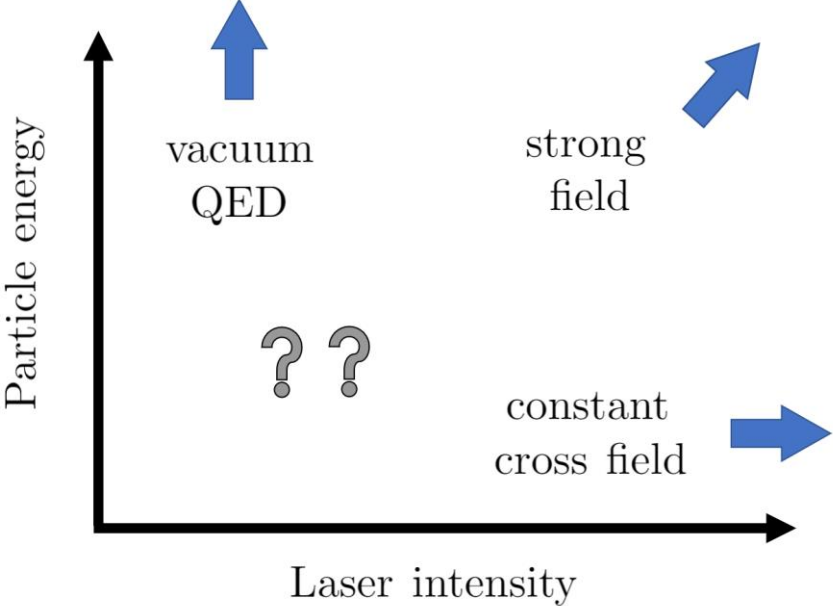 Particle energy
vacuum
QED
strong
field
? ?
constant
cross field
Laser intensity